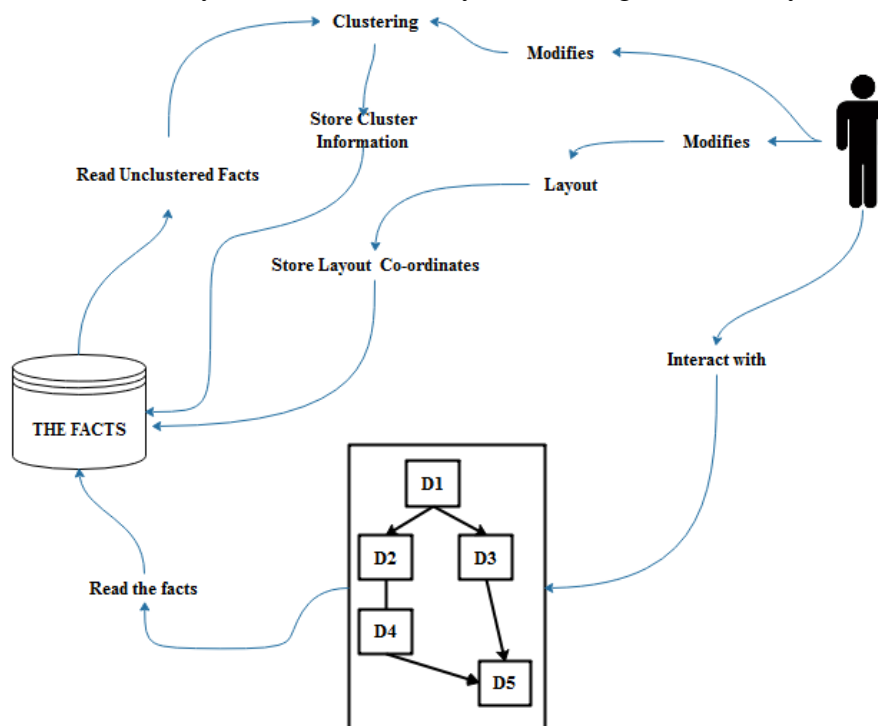 Clustering
Modifies
Store Cluster
Information
Modifies
Read Unclustered Facts
Layout
Store Layout Co-ordinates
Interact with
THE FACTS
D1
D2
D3
Read the facts
D4
D5